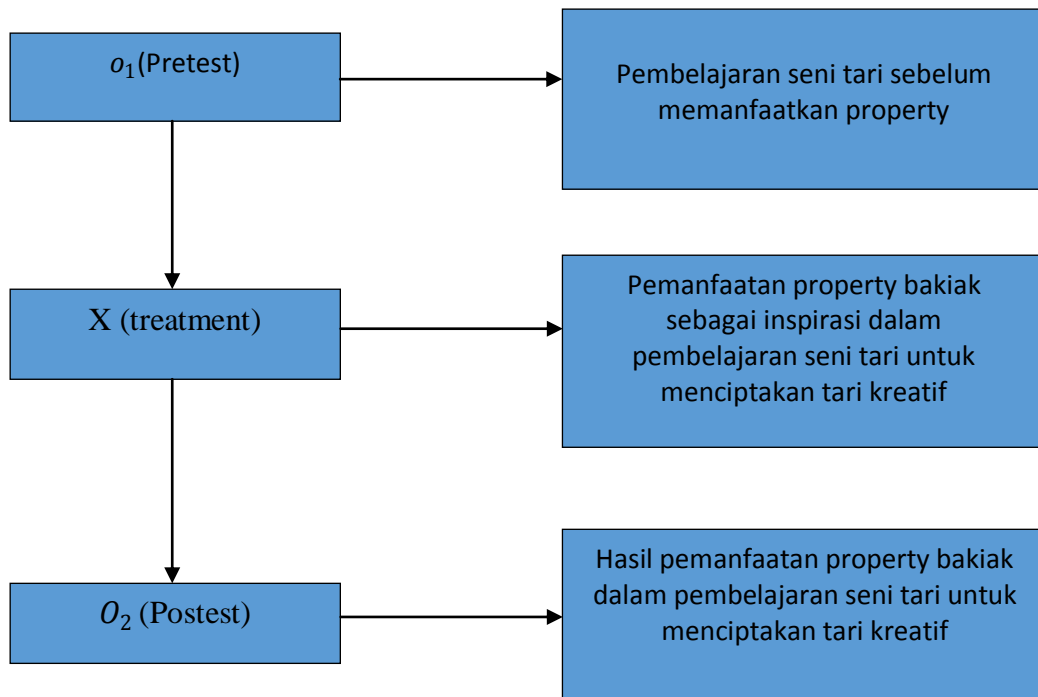 o₁(Pretest)
Pembelajaran seni tari sebelum
memanfaatkan property
X (treatment)
Pemanfaatan property bakiak
sebagai inspirasi dalam
pembelajaran seni tari untuk
menciptakan tari kreatif
O₂ (Postest)
Hasil pemanfaatan property bakiak
dalam pembelajaran seni tari untuk
menciptakan tari kreatif